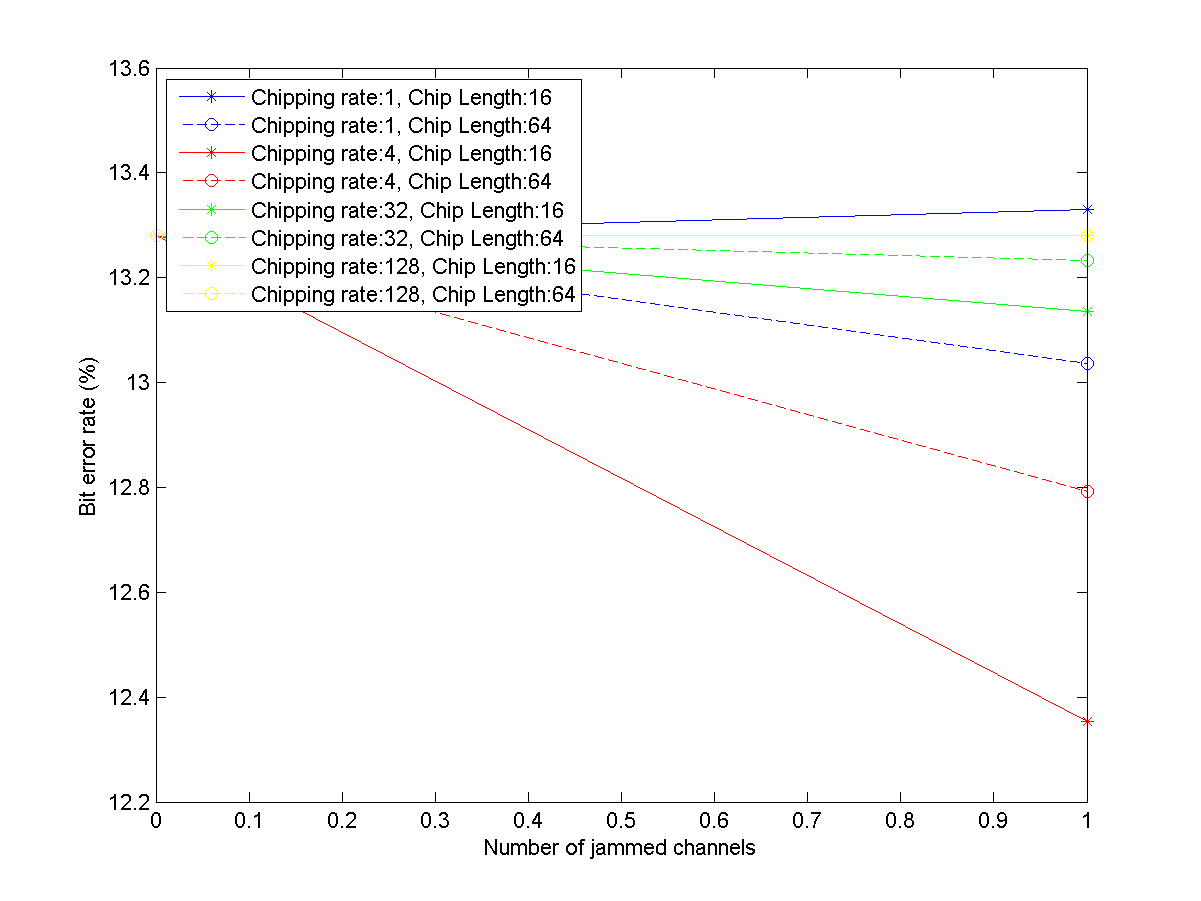 13.6
13.4
13.2
13
12.8
12.6
12.4
12.2
Bit error rate (%)
Chipping rate:1, Chip Length:16
Chipping rate:1, Chip Length:64
Chipping rate:4, Chip Length:16
Chipping rate:4, Chip Length:64
Chipping rate:32, Chip Length:16
Chipping rate:32, Chip Length:64
Chipping rate:128, Chip Length:16
Chipping rate:128, Chip Length:64
0 0.1 0.2 0.3 0.4 0.5 0.6 0.7 0.8 0.9 1
Number of jammed channels